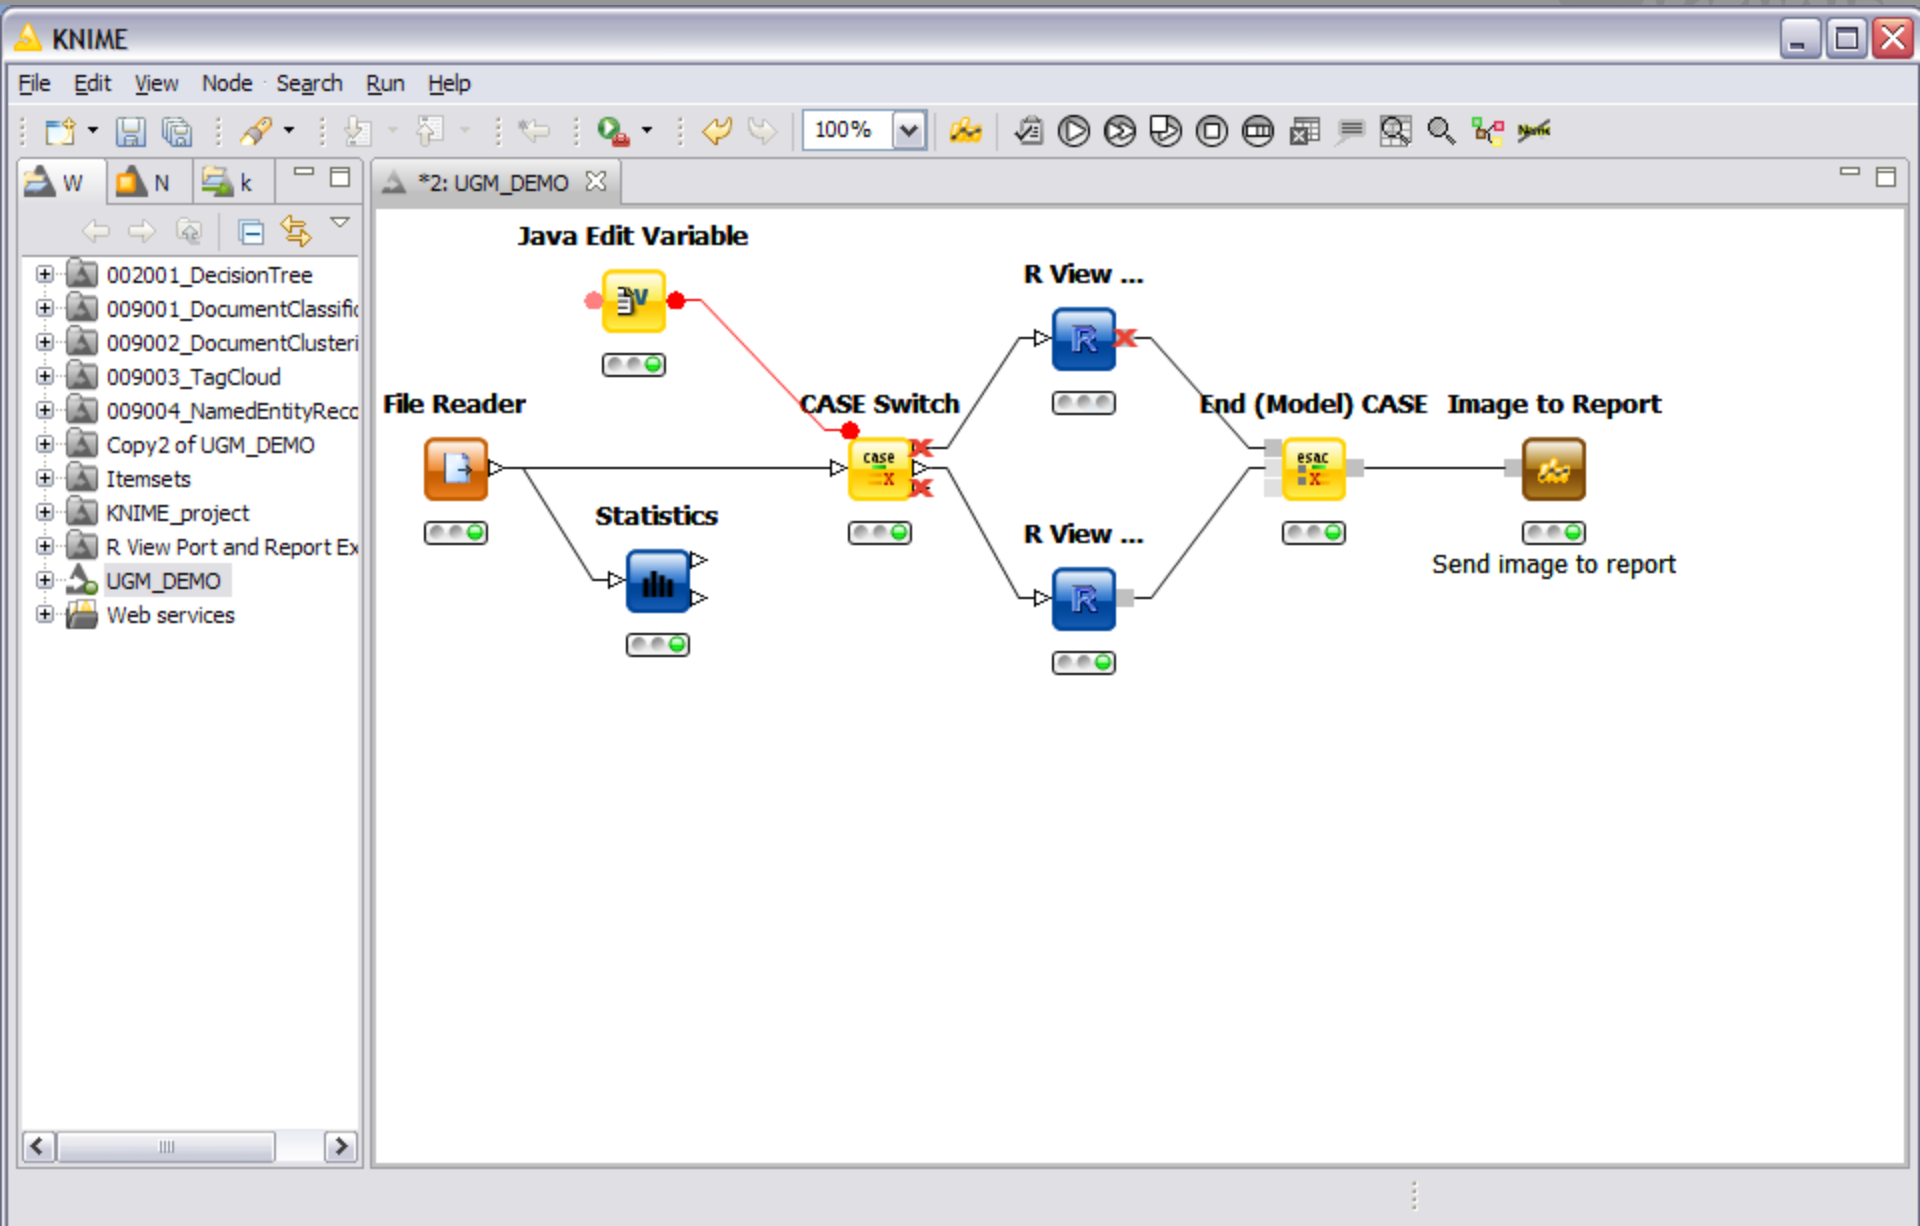 KNIME
File Edit View Node Search Run Help
100%
Name
W N k
*2: UGM_DEMO
002001_DecisionTree
009001_DocumentClassific
009002_DocumentClusteri
009003_TagCloud
009004_NamedEntityReco
Copy2 of UGM_DEMO
Itemsets
KNIME_project
R View Port and Report Ex
UGM_DEMO
Web services
Java Edit Variable
V
R View ...
R
File Reader
CASE Switch
End (Model) CASE
Image to Report
case
x
esac
x
Statistics
R View ...
R
Send image to report